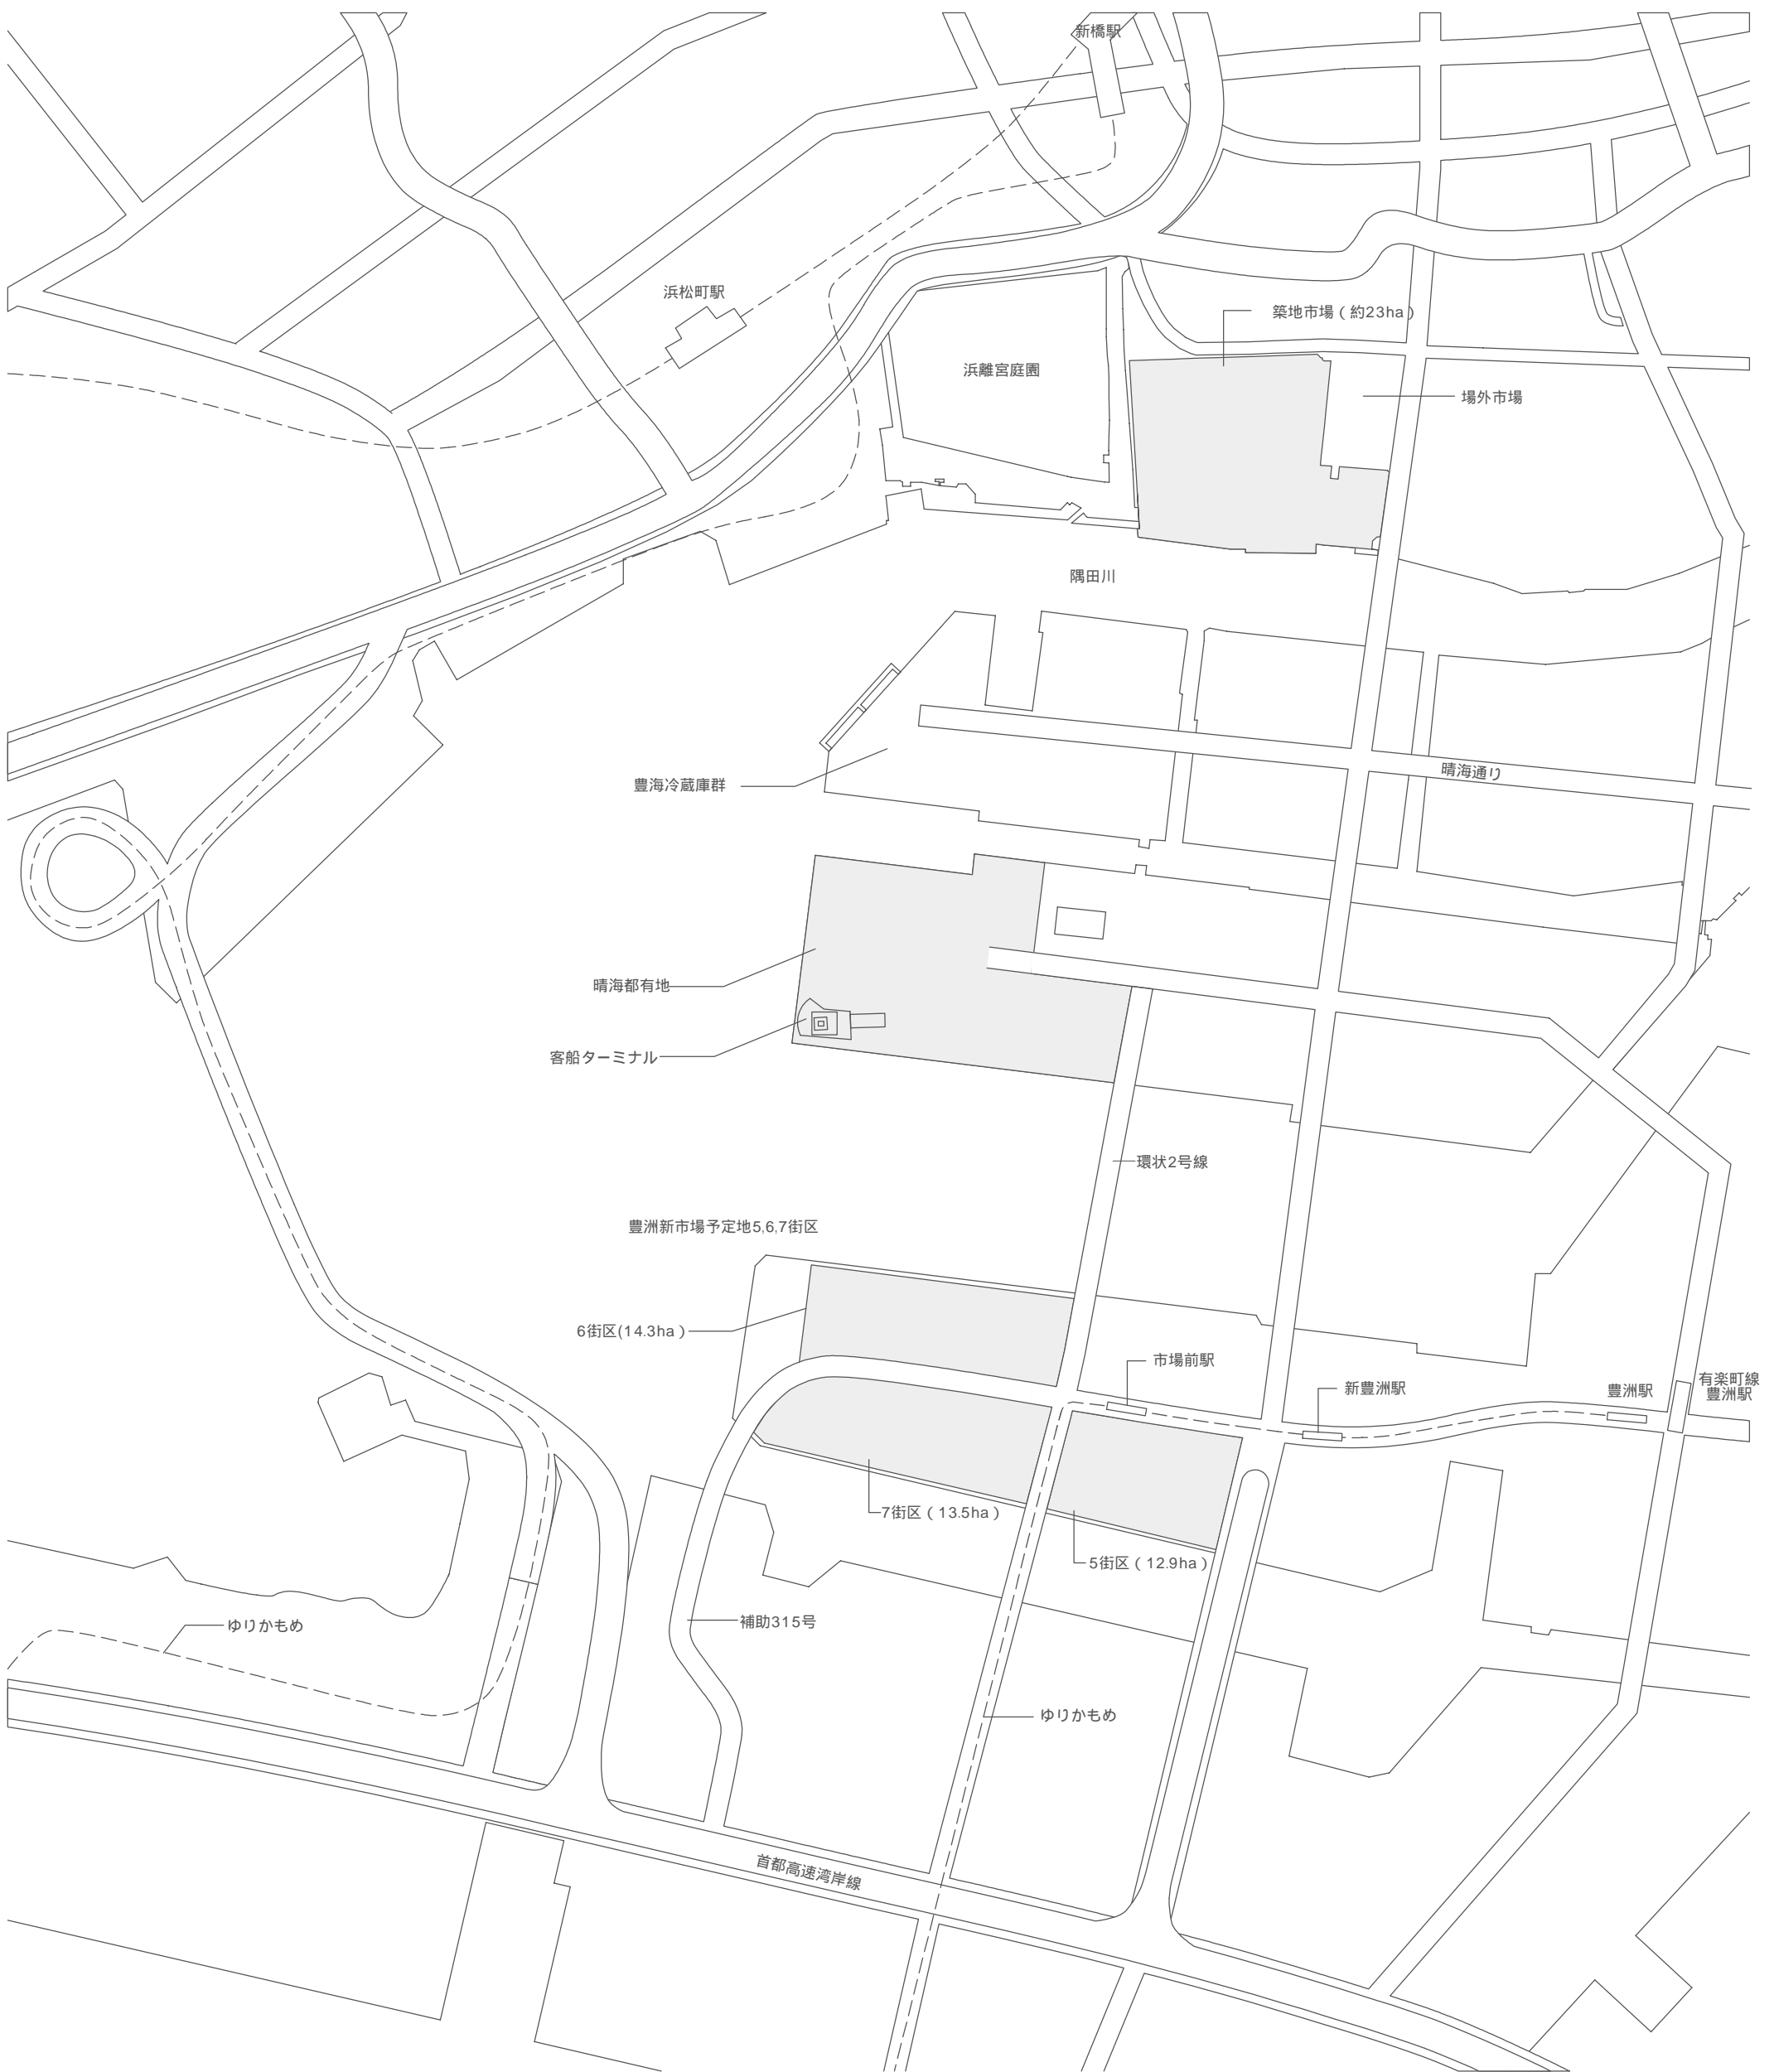 新橋駅
浜松町駅
築地市場（約23ha）
浜離宮庭園
場外市場
隅田川
豊海冷蔵庫群
晴海通り
晴海都有地
客船ターミナル
環状2号線
豊洲新市場予定地5,6,7街区
6街区(14.3ha）
市場前駅
新豊洲駅
豊洲駅
有楽町線
豊洲駅
7街区（13.5ha）
5街区（12.9ha）
ゆりかもめ
補助315号
ゆりかもめ
首都高速湾岸線